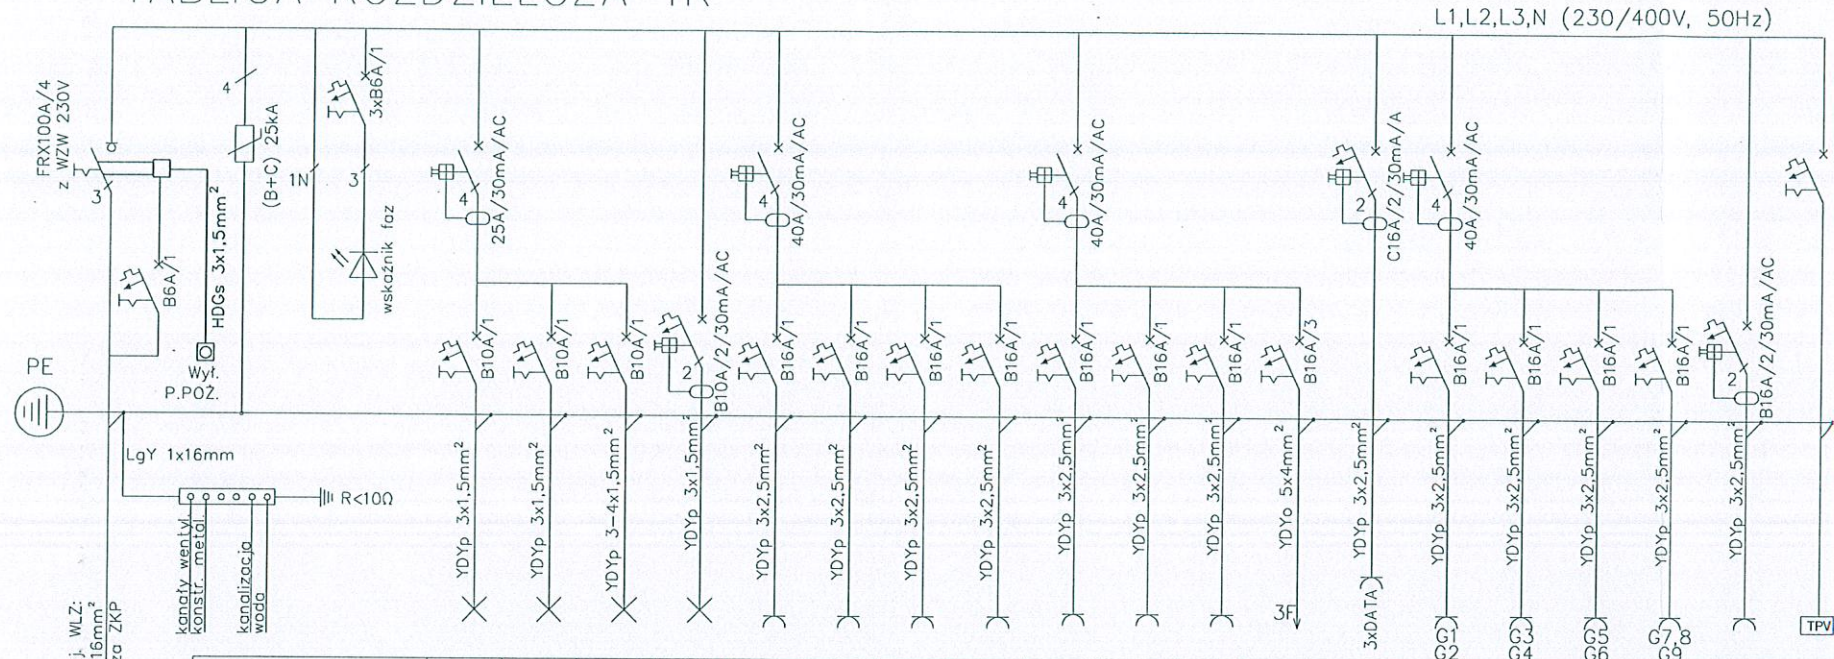 L1,L2,L3,N (230/400V, 50Hz)
FRX100A/4
z WZW 230V
3
B6A/1
HDGs 3x1.5mm²
Wył.
P.POŻ.
4
(B+C) 25kA
1N
3
3xB6A/1
wskaźnik faz
PE
LgY 1x16mm
R<10Ω
kanały wentyl.
konstr. metal.
kanalizacja
woda
WLZ:
16mm²
za ZKP
4
25A/30mA/AC
B10A/1
B10A/1
B10A/1
2
B10A/2/30mA/AC
4
40A/30mA/AC
B16A/1
B16A/1
B16A/1
B16A/1
4
40A/30mA/AC
B16A/1
B16A/1
B16A/1
B16A/3
2
C16A/2/30mA/A
4
40A/30mA/AC
B16A/1
B16A/1
B16A/1
B16A/1
2
B16A/2/30mA/AC
YDYp 3x1,5mm²
YDYp 3x1,5mm²
YDYp 3-4x1,5mm²
YDYp 3x1,5mm²
YDYp 3x2,5mm²
YDYp 3x2,5mm²
YDYp 3x2,5mm²
YDYp 3x2,5mm²
YDYp 3x2,5mm²
YDYp 3x2,5mm²
YDYp 3x2,5mm²
YDYo 5x4mm²
YDYp 3x2,5mm²
YDYp 3x2,5mm²
YDYp 3x2,5mm²
YDYp 3x2,5mm²
YDYp 3x2,5mm²
YDYp 3x2,5mm²
3F
3xDATA
G1
G2
G3
G4
G5
G6
G7,8
G9
TPV